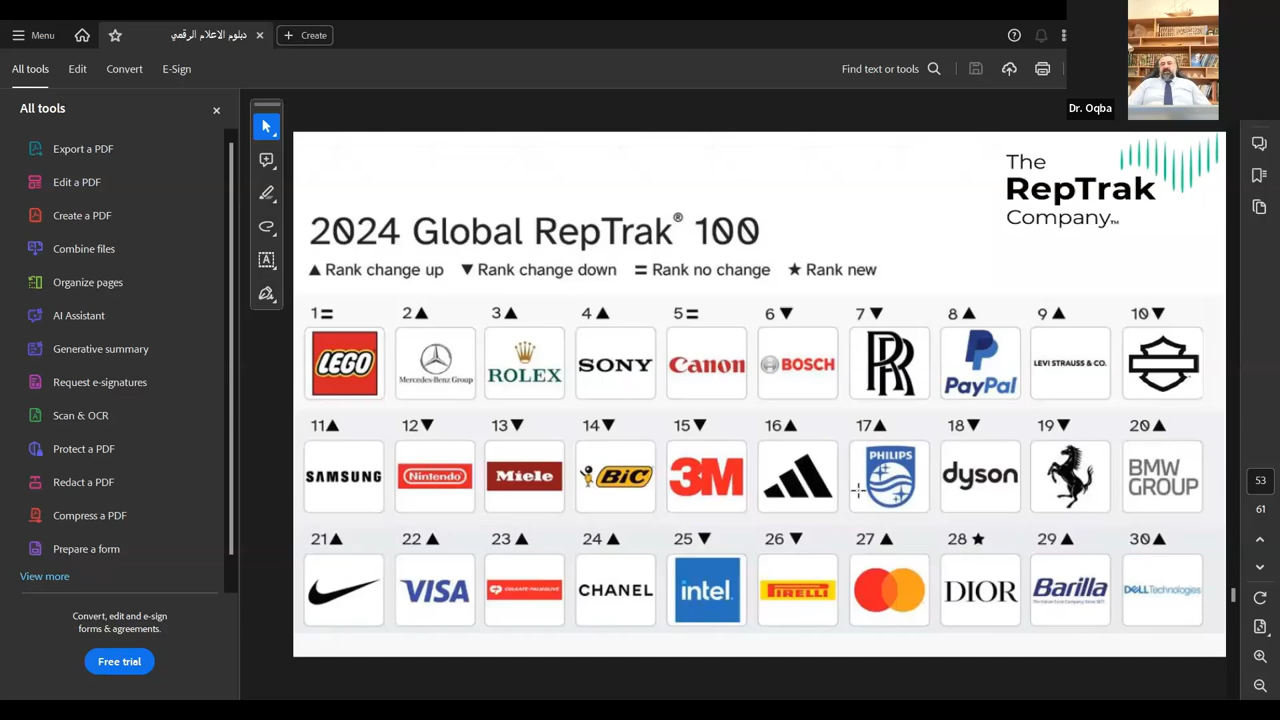 Menu
دبلوم الاعلام الرقمي
Create
All tools Edit Convert E-Sign
Find text or tools
Dr. Oqba
All tools
Export a PDF
Edit a PDF
Create a PDF
Combine files
Organize pages
AI Assistant
Generative summary
Request e-signatures
Scan & OCR
Protect a PDF
Redact a PDF
Compress a PDF
Prepare a form
View more
Convert, edit and e-sign
forms & agreements.
Free trial
The
RepTrak
Company™
2024 Global RepTrak® 100
▲ Rank change up ▼ Rank change down = Rank no change ★ Rank new
1 = 2 ▲ 3 ▲ 4 ▲ 5 = 6 ▼ 7 ▼ 8 ▲ 9 ▲ 10 ▼
LEGO Mercedes-Benz Group ROLEX SONY Canon BOSCH RR PayPal LEVI STRAUSS & CO.
11 ▲ 12 ▼ 13 ▼ 14 ▼ 15 ▼ 16 ▲ 17 ▲ 18 ▼ 19 ▼ 20 ▲
SAMSUNG Nintendo Miele BiC 3M PHILIPS dyson BMW GROUP
21 ▲ 22 ▲ 23 ▲ 24 ▲ 25 ▼ 26 ▼ 27 ▲ 28 ★ 29 ▲ 30 ▲
VISA COLGATE-PALMOLIVE CHANEL intel. PIRELLI DIOR Barilla DELL Technologies
53
61